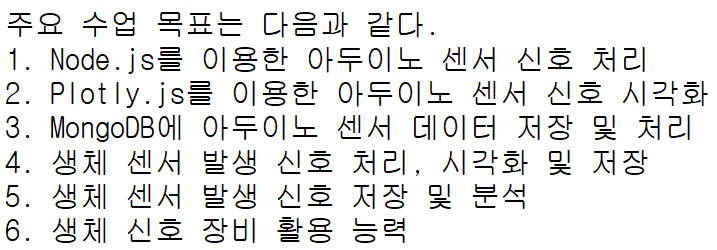 주요 수업 목표는 다음과 같다.
1. Node.js를 이용한 아두이노 센서 신호 처리
2. Plotly.js를 이용한 아두이노 센서 신호 시각화
3. MongoDB에 아두이노 센서 데이터 저장 및 처리
4. 생체 센서 발생 신호 처리, 시각화 및 저장
5. 생체 센서 발생 신호 저장 및 분석
6. 생체 신호 장비 활용 능력